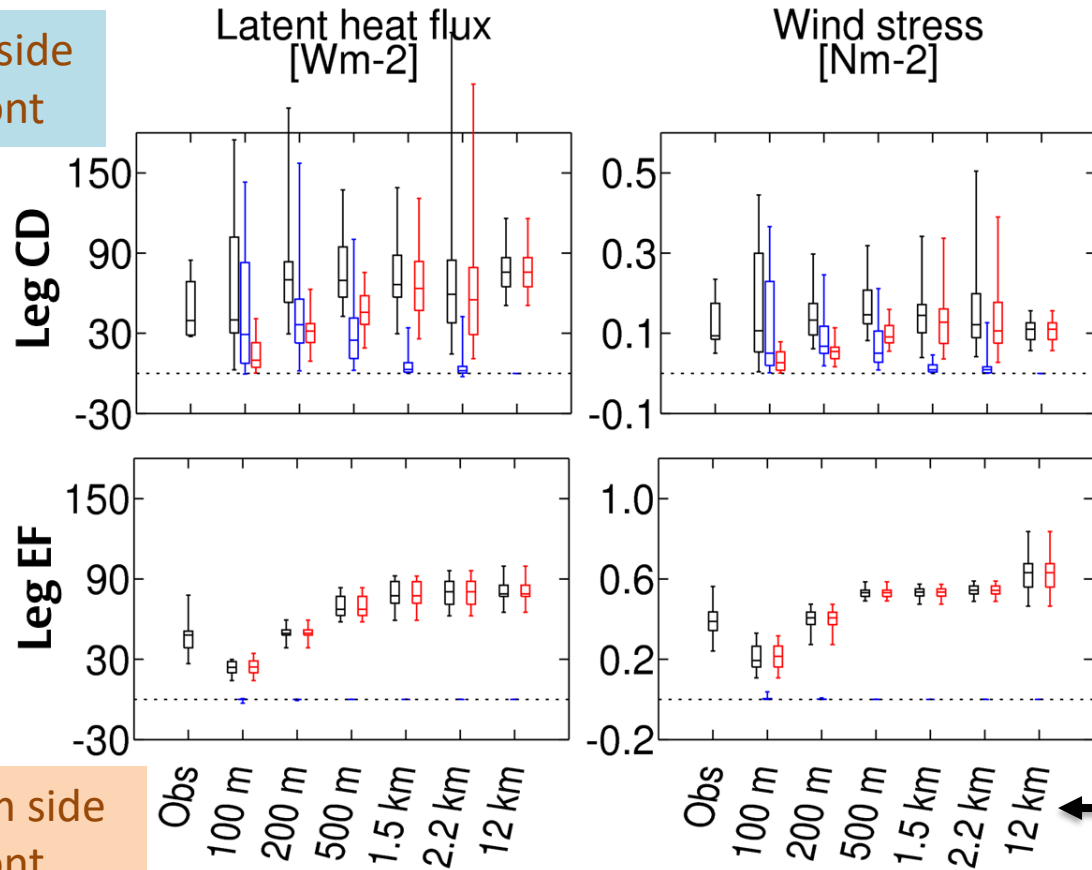 side
Latent heat flux
[Wm-2]
Wind stress
[Nm-2]
Leg CD
150
90
30
-30
0.5
0.3
0.1
-0.1
Leg EF
150
90
30
-30
1.0
0.6
0.2
-0.2
side
Obs
100 m
200 m
500 m
1.5 km
2.2 km
12 km
Obs
100 m
200 m
500 m
1.5 km
2.2 km
12 km